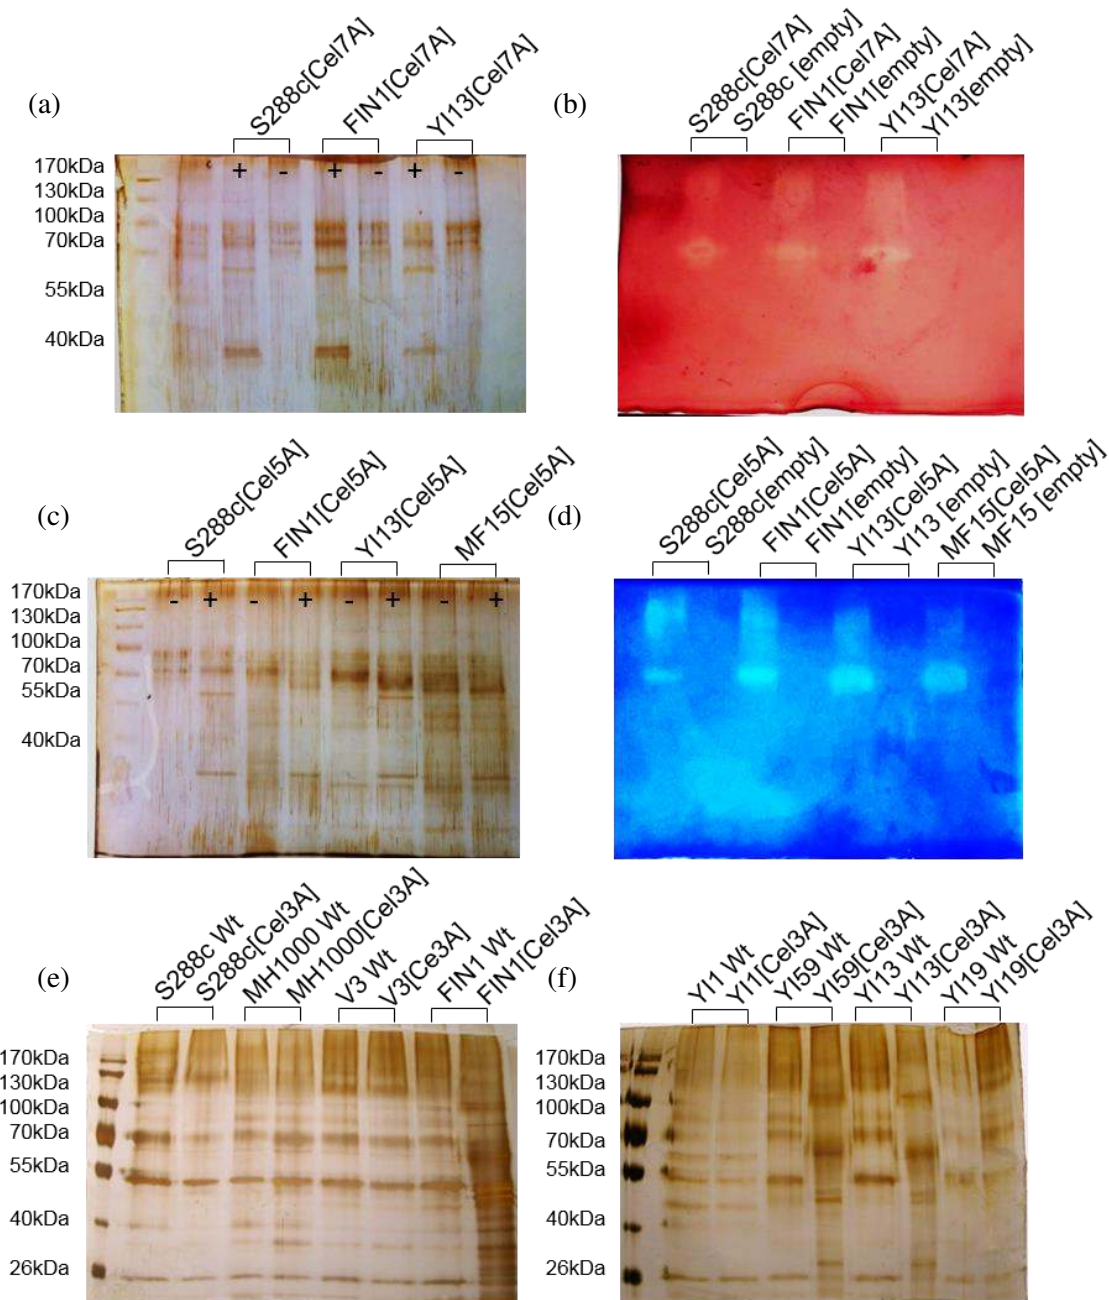 (a)
S288c[Cel7A]
FIN1[Cel7A]
YI13[Cel7A]
+ - + - + -
170kDa
130kDa
100kDa
70kDa
55kDa
40kDa
(b)
S288c[Cel7A]
S288c [empty]
FIN1[Cel7A]
FIN1[empty]
YI13[Cel7A]
YI13[empty]
(c)
S288c[Cel5A]
FIN1[Cel5A]
YI13[Cel5A]
MF15[Cel5A]
- + - + - + - +
170kDa
130kDa
100kDa
70kDa
55kDa
40kDa
(d)
S288c[Cel5A]
S288c[empty]
FIN1[Cel5A]
FIN1[empty]
YI13[Cel5A]
YI13 [empty]
MF15[Cel5A]
MF15 [empty]
(e)
S288c Wt
S288c[Cel3A]
MH1000 Wt
MH1000[Cel3A]
V3 Wt
V3[Ce3A]
FIN1 Wt
FIN1[Cel3A]
170kDa
130kDa
100kDa
70kDa
55kDa
40kDa
26kDa
(f)
YI1 Wt
YI1[Cel3A]
YI59 Wt
YI59[Cel3A]
YI13 Wt
YI13[Cel3A]
YI19 Wt
YI19[Cel3A]
170kDa
130kDa
100kDa
70kDa
55kDa
40kDa
26kDa